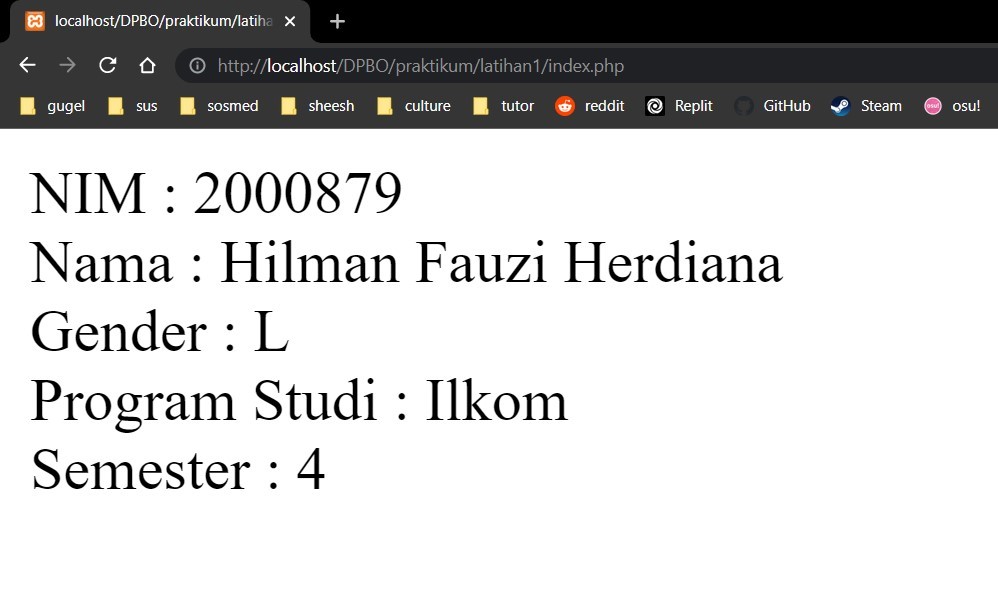 localhost/DPBO/praktikum/latiha
http://localhost/DPBO/praktikum/latihan1/index.php
gugel sus sosmed sheesh culture tutor reddit Replit GitHub Steam osu! osu!
NIM : 2000879
Nama : Hilman Fauzi Herdiana
Gender : L
Program Studi : Ilkom
Semester : 4